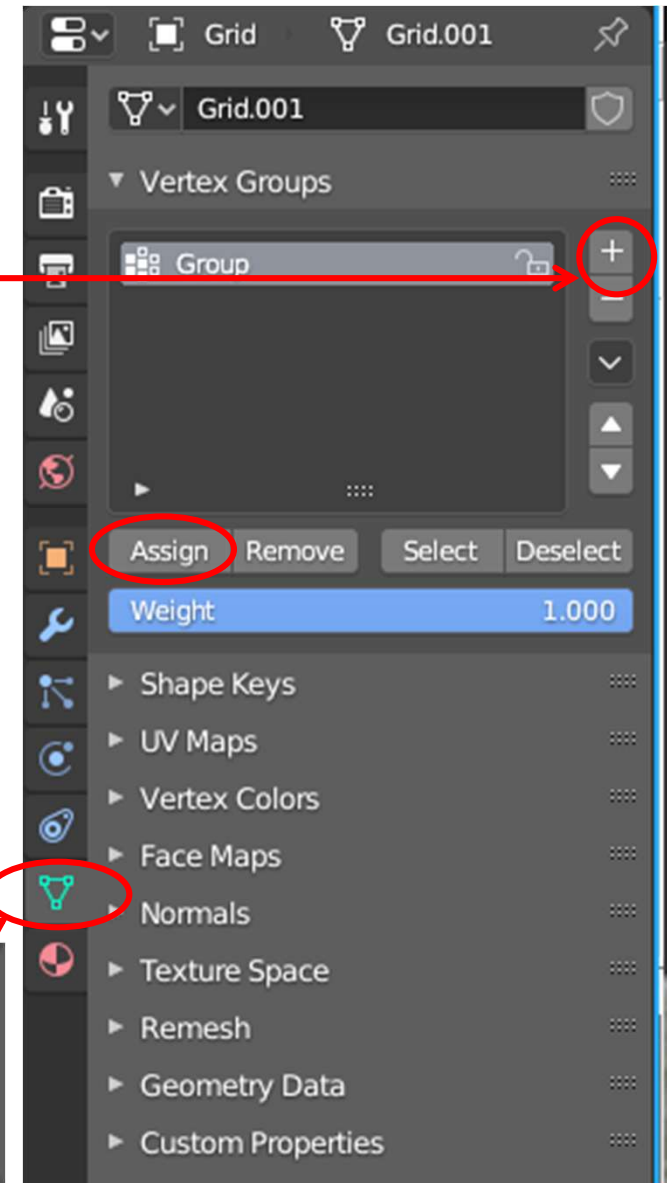 Grid Grid.001
Grid.001
Vertex Groups
Group
Assign Remove Select Deselect
Weight 1.000
Shape Keys
UV Maps
Vertex Colors
Face Maps
Normals
Texture Space
Remesh
Geometry Data
Custom Properties